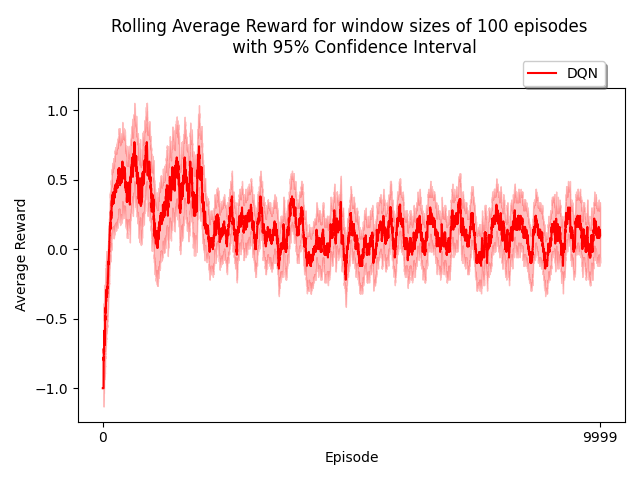 Rolling Average Reward for window sizes of 100 episodes
with 95% Confidence Interval
DQN
1.0
0.5
0.0
−0.5
−1.0
Average Reward
0
9999
Episode